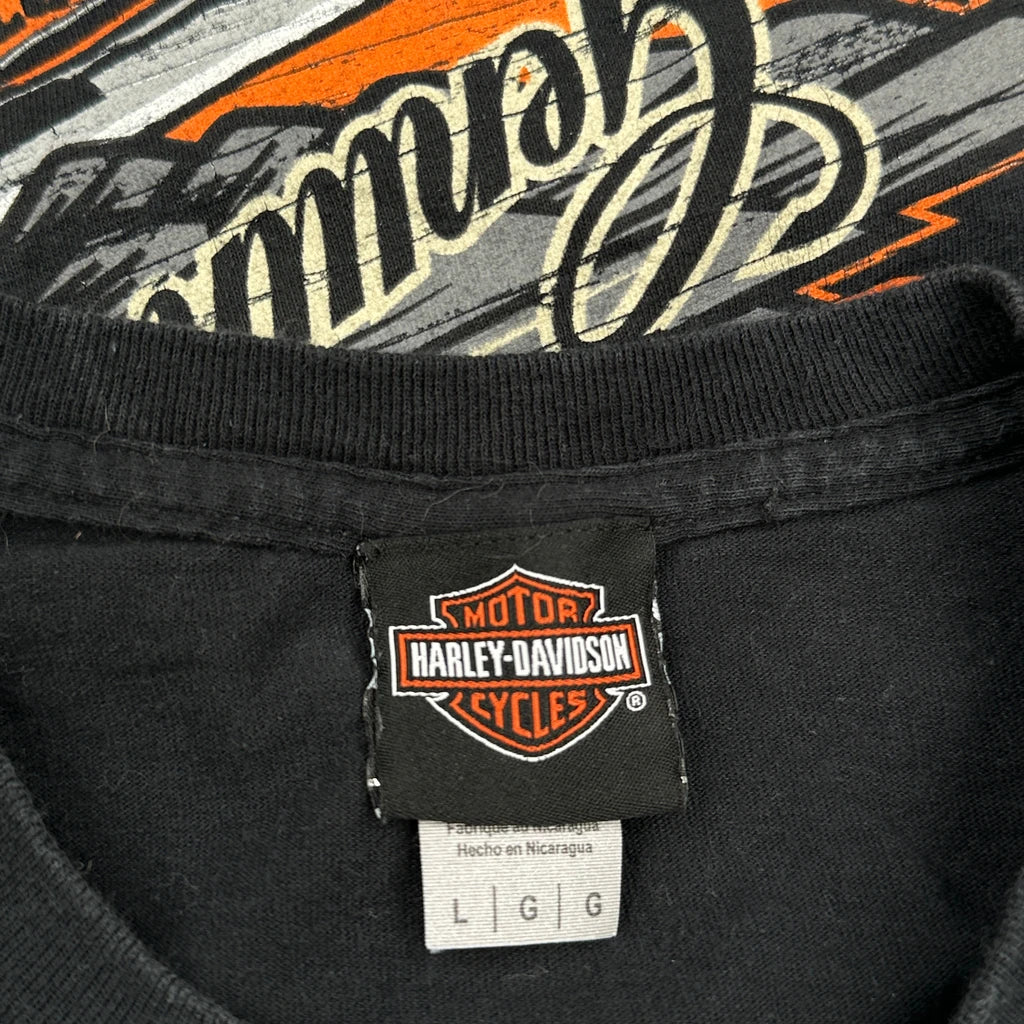 MOTOR
HARLEY-DAVIDSON
CYCLES
®
Fabriqué au Nicaragua
Hecho en Nicaragua
L | G | G